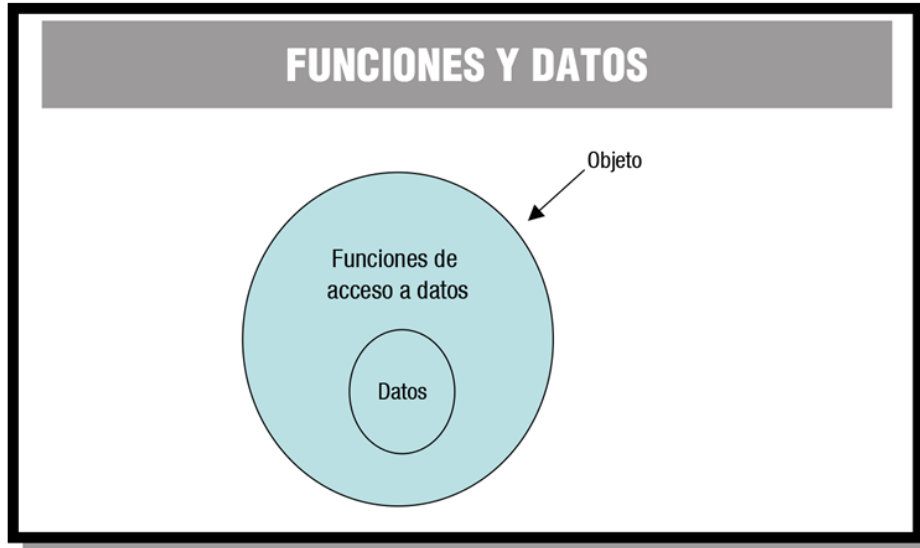 FUNCIONES Y DATOS
Objeto
Funciones de
acceso a datos
Datos